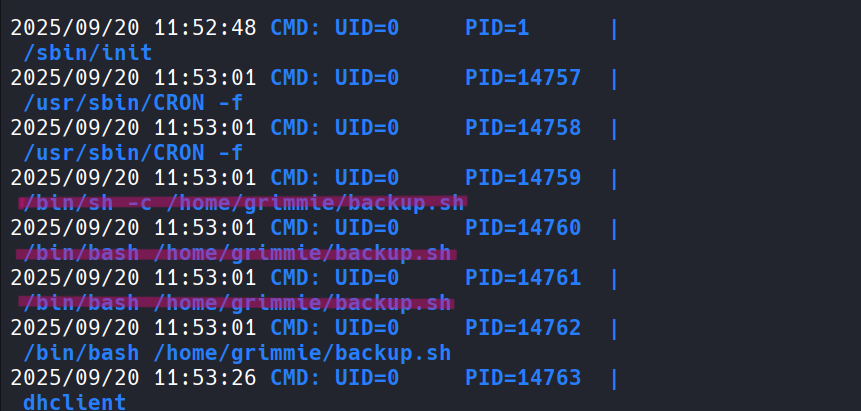 2025/09/20 11:52:48 CMD: UID=0 PID=1 |
/sbin/init
2025/09/20 11:53:01 CMD: UID=0 PID=14757 |
/usr/sbin/CRON -f
2025/09/20 11:53:01 CMD: UID=0 PID=14758 |
/usr/sbin/CRON -f
2025/09/20 11:53:01 CMD: UID=0 PID=14759 |
/bin/sh -c /home/grimmie/backup.sh
2025/09/20 11:53:01 CMD: UID=0 PID=14760 |
/bin/bash /home/grimmie/backup.sh
2025/09/20 11:53:01 CMD: UID=0 PID=14761 |
/bin/bash /home/grimmie/backup.sh
2025/09/20 11:53:01 CMD: UID=0 PID=14762 |
/bin/bash /home/grimmie/backup.sh
2025/09/20 11:53:26 CMD: UID=0 PID=14763 |
dhclient